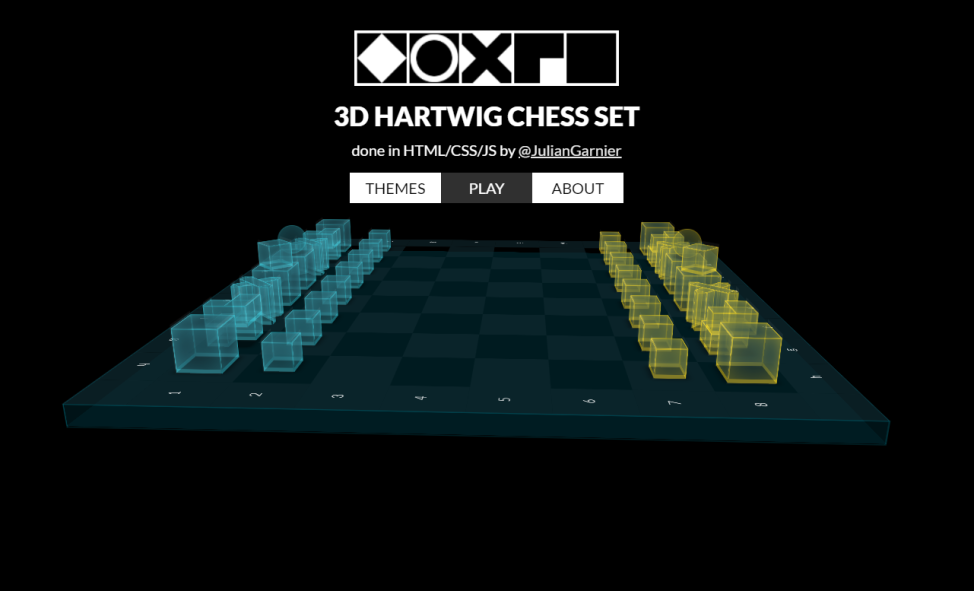 3D HARTWIG CHESS SET
done in HTML/CSS/JS by @JulianGarnier
THEMES PLAY ABOUT
1 2 3 4 5 6 7 8